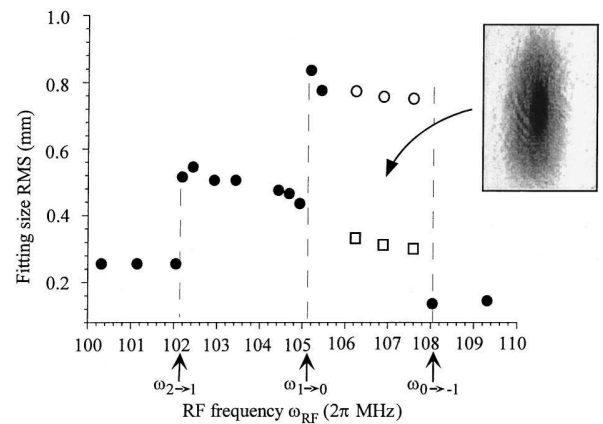 Fitting size RMS (mm)
1.0
0.8
0.6
0.4
0.2
100 101 102 103 104 105 106 107 108 109 110
ω2→1 ω1→0 ω0→-1
RF frequency ωRF (2π MHz)